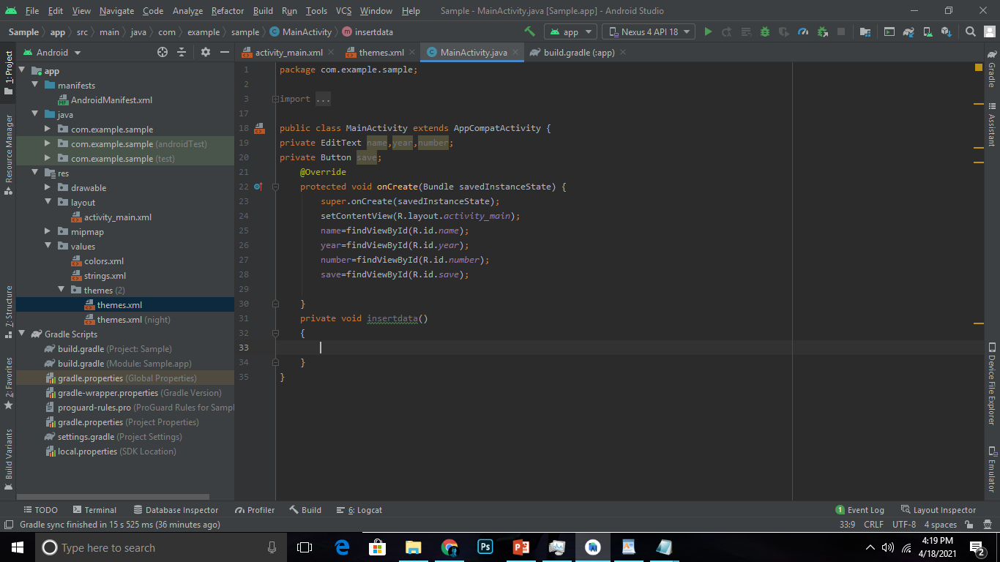 File Edit View Navigate Code Analyze Refactor Build Run Tools VCS Window Help Sample - MainActivity.java [Sample.app] - Android Studio
Sample app src main java com example sample MainActivity insertdata app Nexus 4 API 18
Android activity_main.xml themes.xml MainActivity.java build.gradle (:app)
1: Project
Resource Manager
7: Structure
2: Favorites
Build Variants
app
manifests
AndroidManifest.xml
java
com.example.sample
com.example.sample (androidTest)
com.example.sample (test)
res
drawable
layout
activity_main.xml
mipmap
values
colors.xml
strings.xml
themes (2)
themes.xml
themes.xml (night)
Gradle Scripts
build.gradle (Project: Sample)
build.gradle (Module: Sample.app)
gradle.properties (Global Properties)
gradle-wrapper.properties (Gradle Version)
proguard-rules.pro (ProGuard Rules for Sampl
gradle.properties (Project Properties)
settings.gradle (Project Settings)
local.properties (SDK Location)
1 package com.example.sample;
2
3 import ...
17
18 public class MainActivity extends AppCompatActivity {
19 private EditText name,year,number;
20 private Button save;
21 @Override
22 protected void onCreate(Bundle savedInstanceState) {
23 super.onCreate(savedInstanceState);
24 setContentView(R.layout.activity_main);
25 name=findViewById(R.id.name);
26 year=findViewById(R.id.year);
27 number=findViewById(R.id.number);
28 save=findViewById(R.id.save);
29
30 }
31 private void insertdata()
32 {
33
34 }
35 }
Gradle
Assistant
Device File Explorer
Emulator
TODO Terminal Database Inspector Profiler Build 6: Logcat 1 Event Log Layout Inspector
Gradle sync finished in 15 s 525 ms (36 minutes ago) 33:9 CRLF UTF-8 4 spaces
Type here to search Ps 4:19 PM
4/18/2021 2